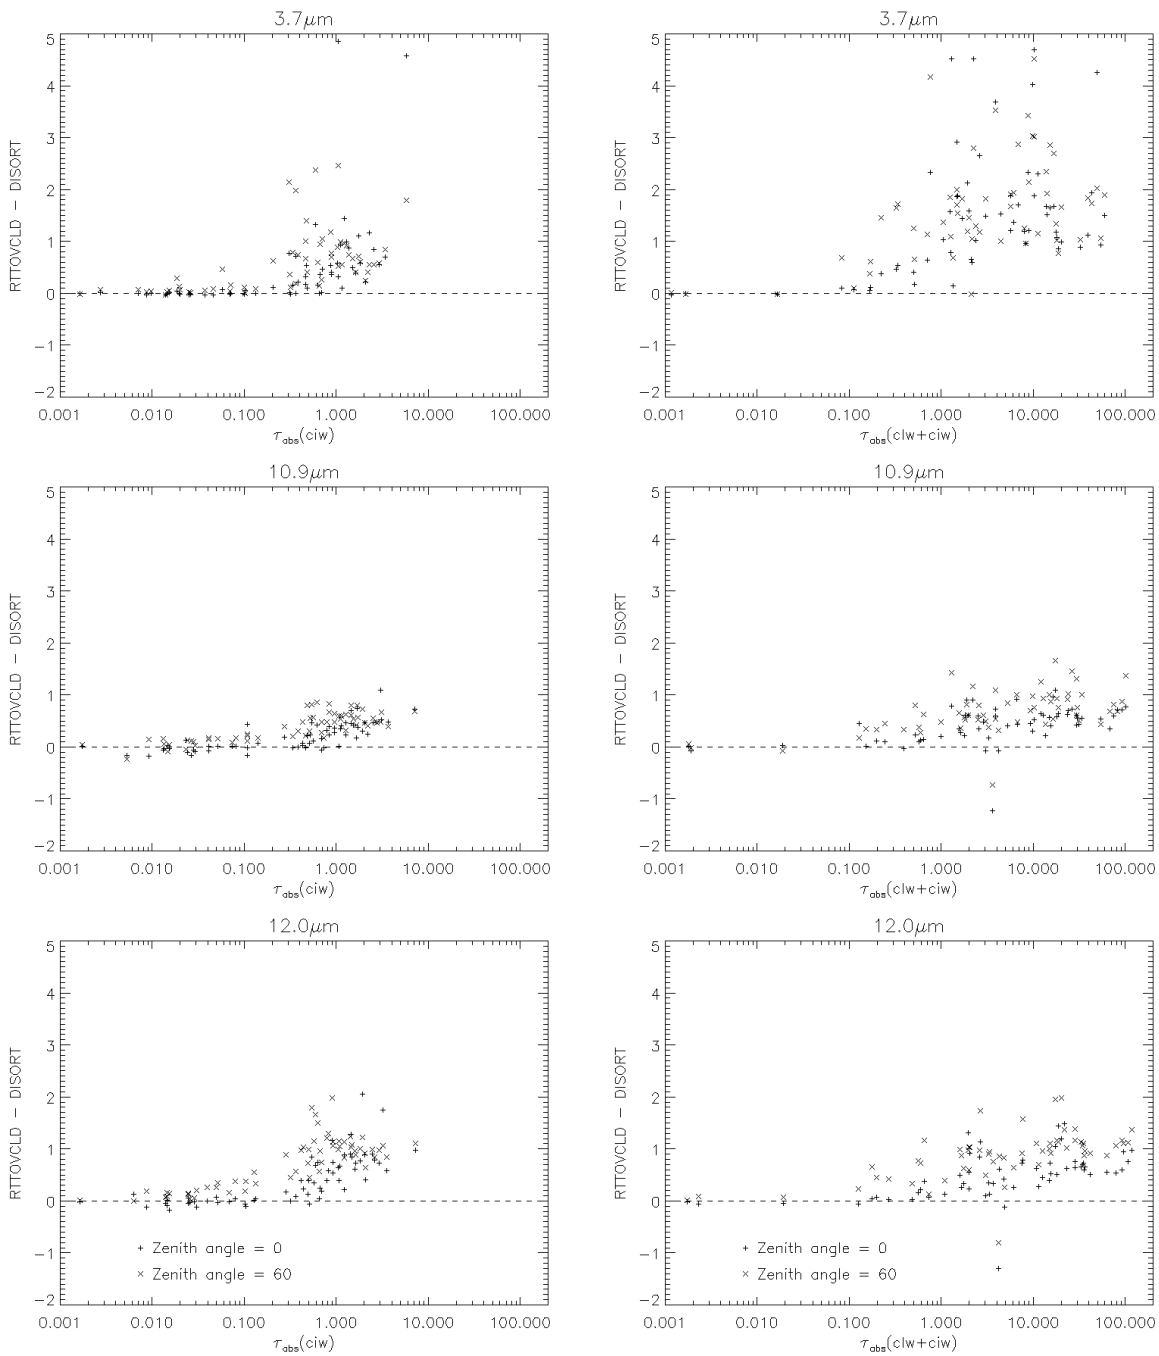 3.7μm
3.7μm
RTTOVCLD – DISORT
5
4
3
2
1
0
−1
−2
0.001 0.010 0.100 1.000 10.000 100.000
τabs(ciw)
RTTOVCLD – DISORT
5
4
3
2
1
0
−1
−2
0.001 0.010 0.100 1.000 10.000 100.000
τabs(clw+ciw)
10.9μm
10.9μm
RTTOVCLD – DISORT
5
4
3
2
1
0
−1
−2
0.001 0.010 0.100 1.000 10.000 100.000
τabs(ciw)
RTTOVCLD – DISORT
5
4
3
2
1
0
−1
−2
0.001 0.010 0.100 1.000 10.000 100.000
τabs(clw+ciw)
12.0μm
12.0μm
RTTOVCLD – DISORT
5
4
3
2
1
0
−1
−2
+ Zenith angle = 0
× Zenith angle = 60
0.001 0.010 0.100 1.000 10.000 100.000
τabs(ciw)
RTTOVCLD – DISORT
5
4
3
2
1
0
−1
−2
+ Zenith angle = 0
× Zenith angle = 60
0.001 0.010 0.100 1.000 10.000 100.000
τabs(clw+ciw)